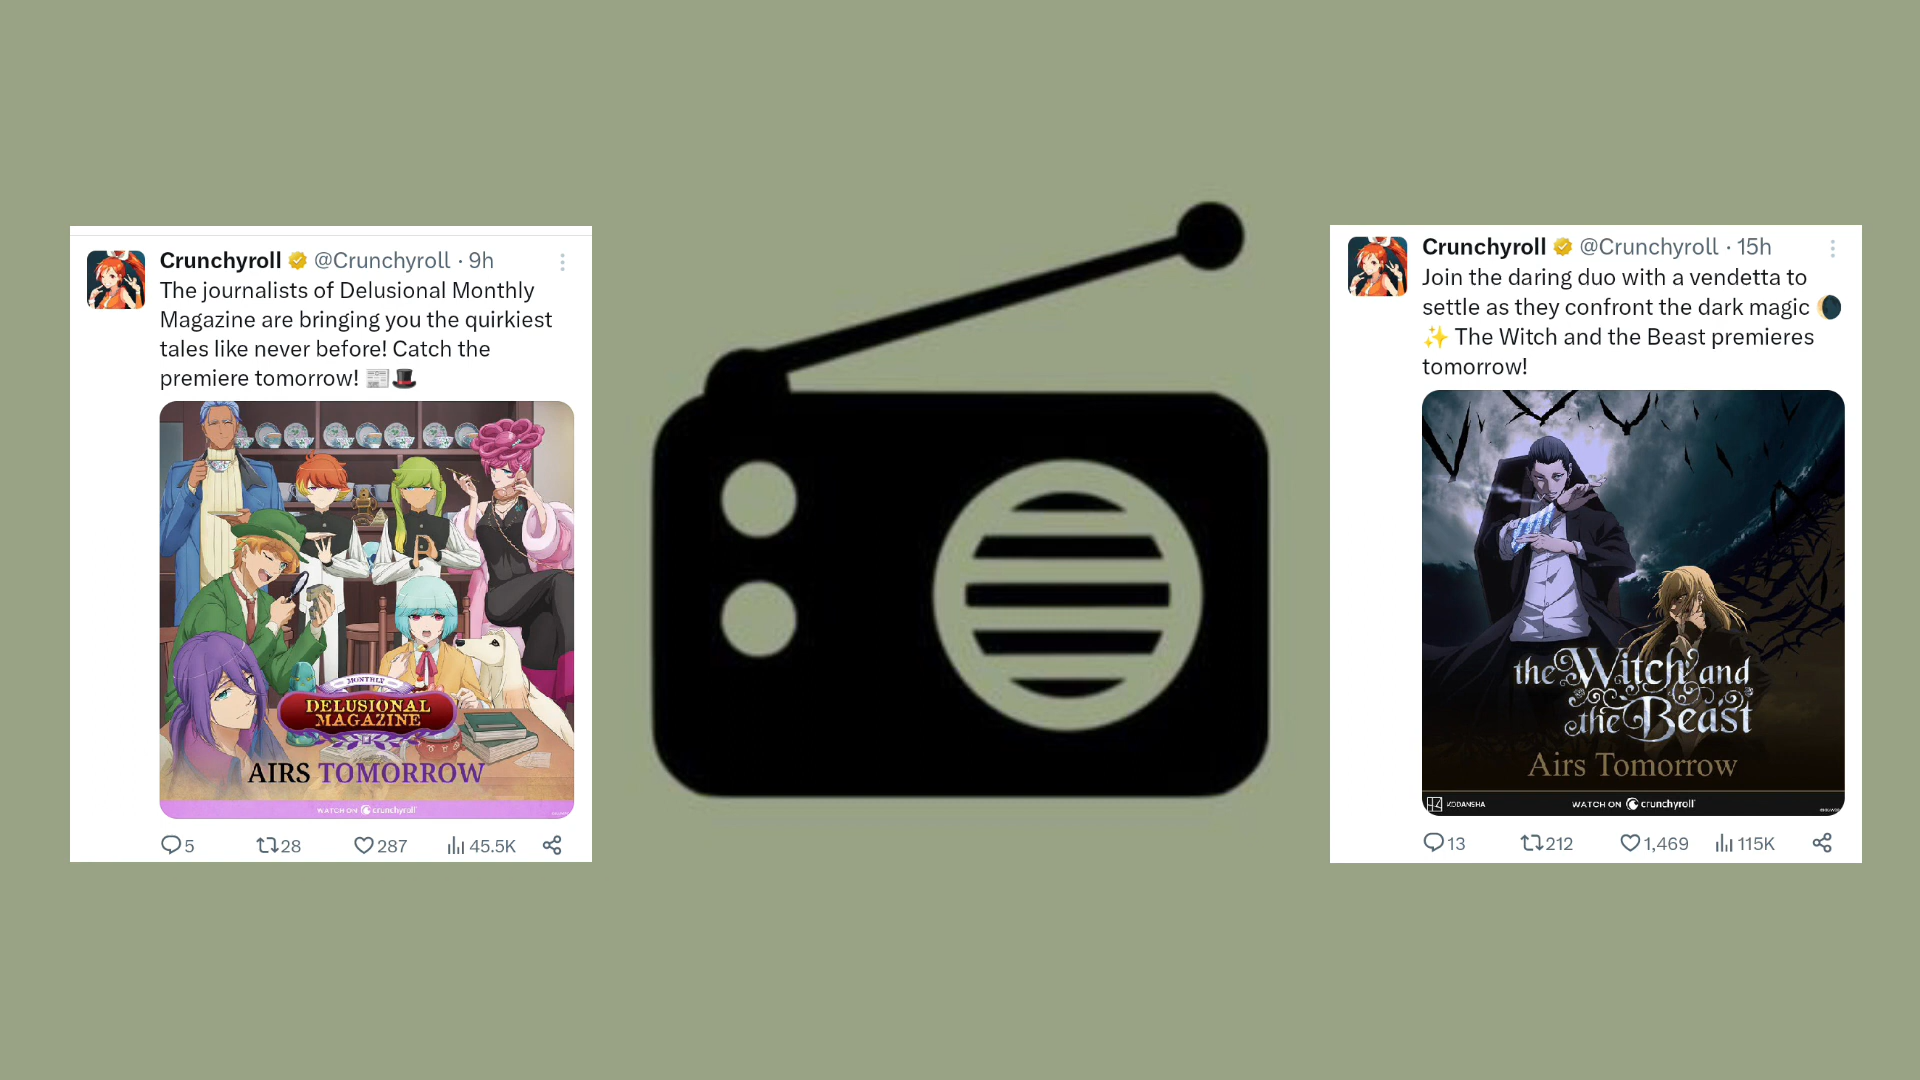 Crunchyroll @Crunchyroll · 9h
The journalists of Delusional Monthly
Magazine are bringing you the quirkiest
tales like never before! Catch the
premiere tomorrow! 📰🎩
MONTHLY
DELUSIONAL
MAGAZINE
AIRS TOMORROW
WATCH ON crunchyroll
5 28 287 45.5K
Crunchyroll @Crunchyroll · 15h
Join the daring duo with a vendetta to
settle as they confront the dark magic 🌘
✨ The Witch and the Beast premieres
tomorrow!
the Witch and
the Beast
Airs Tomorrow
KODANSHA WATCH ON crunchyroll
13 212 1,469 115K